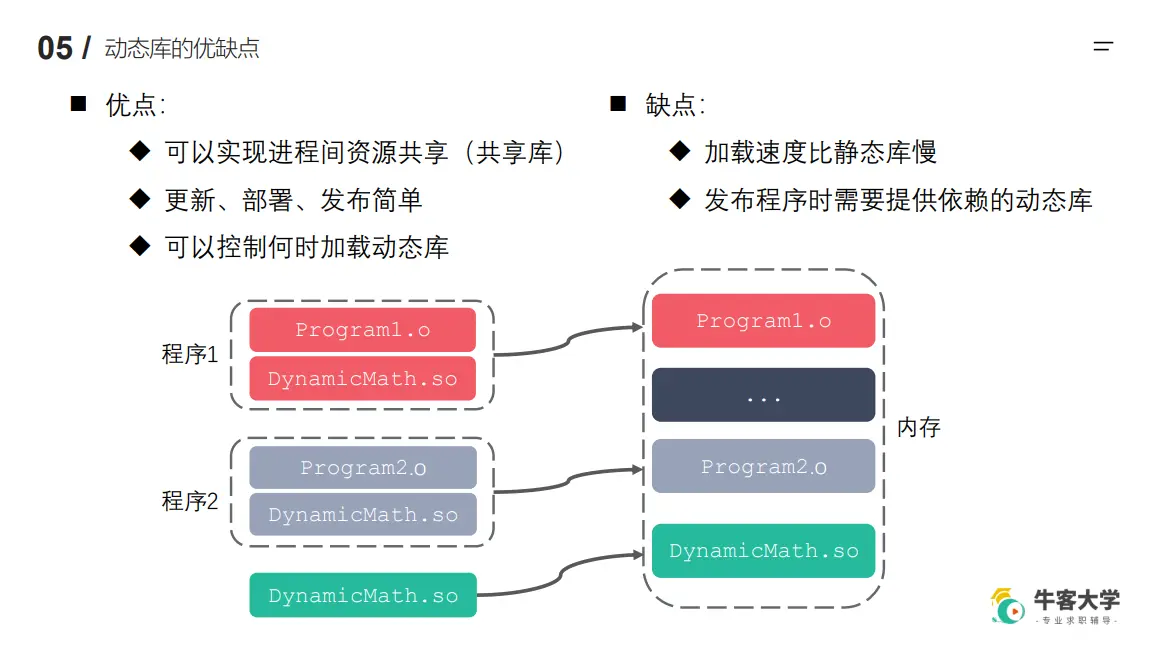 05 / 动态库的优缺点
优点：
可以实现进程间资源共享（共享库）
更新、部署、发布简单
可以控制何时加载动态库
缺点：
加载速度比静态库慢
发布程序时需要提供依赖的动态库
程序1
Program1.o
DynamicMath.so
程序2
Program2.o
DynamicMath.so
DynamicMath.so
Program1.o
...
Program2.o
DynamicMath.so
内存
牛客大学
-专业求职辅导-